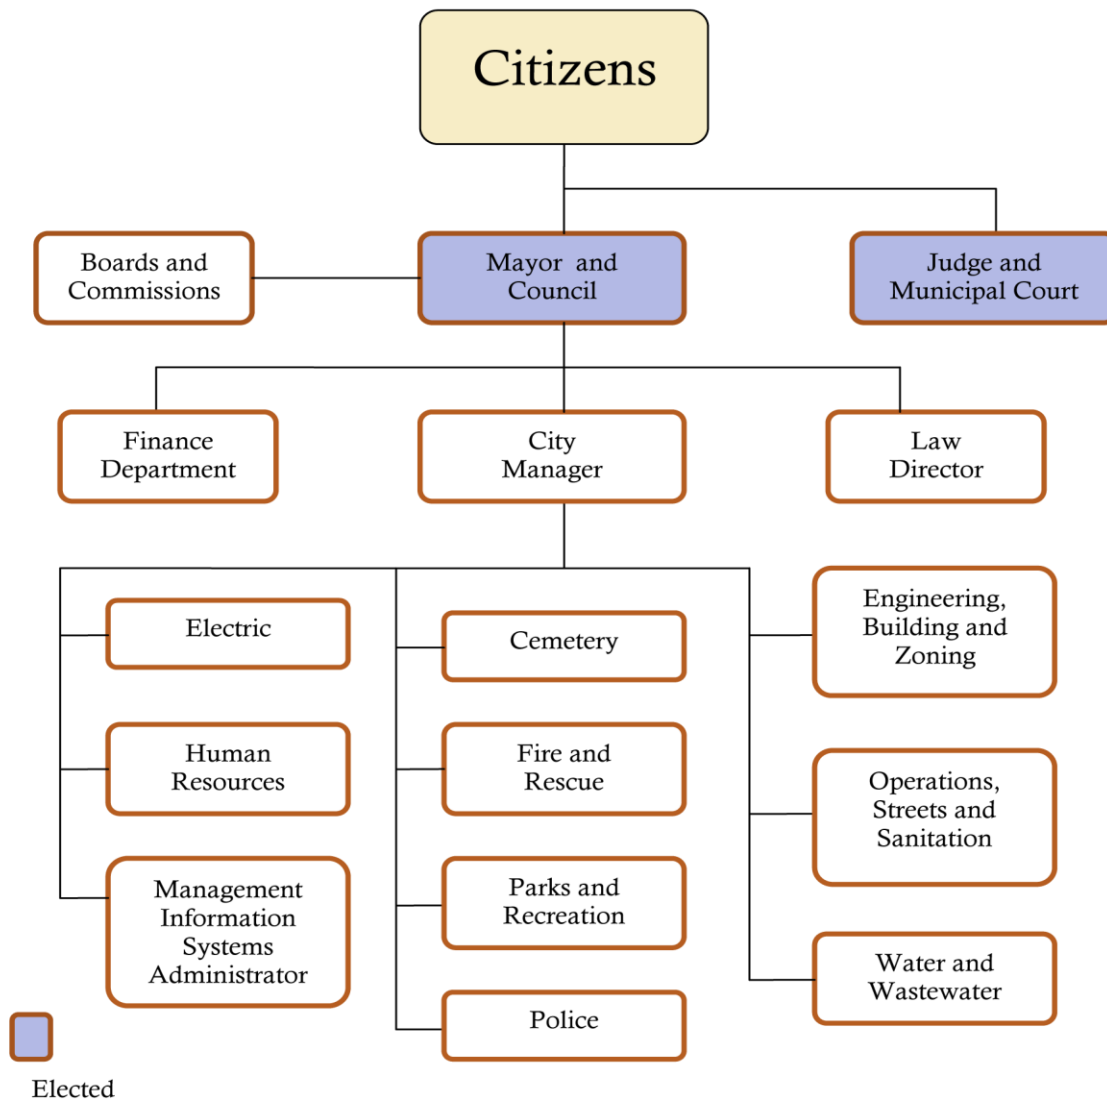 Citizens
Boards and
Commissions
Mayor and
Council
Judge and
Municipal Court
Finance
Department
City
Manager
Law
Director
Electric
Human
Resources
Management
Information
Systems
Administrator
Cemetery
Fire and
Rescue
Parks and
Recreation
Police
Engineering,
Building and
Zoning
Operations,
Streets and
Sanitation
Water and
Wastewater
Elected